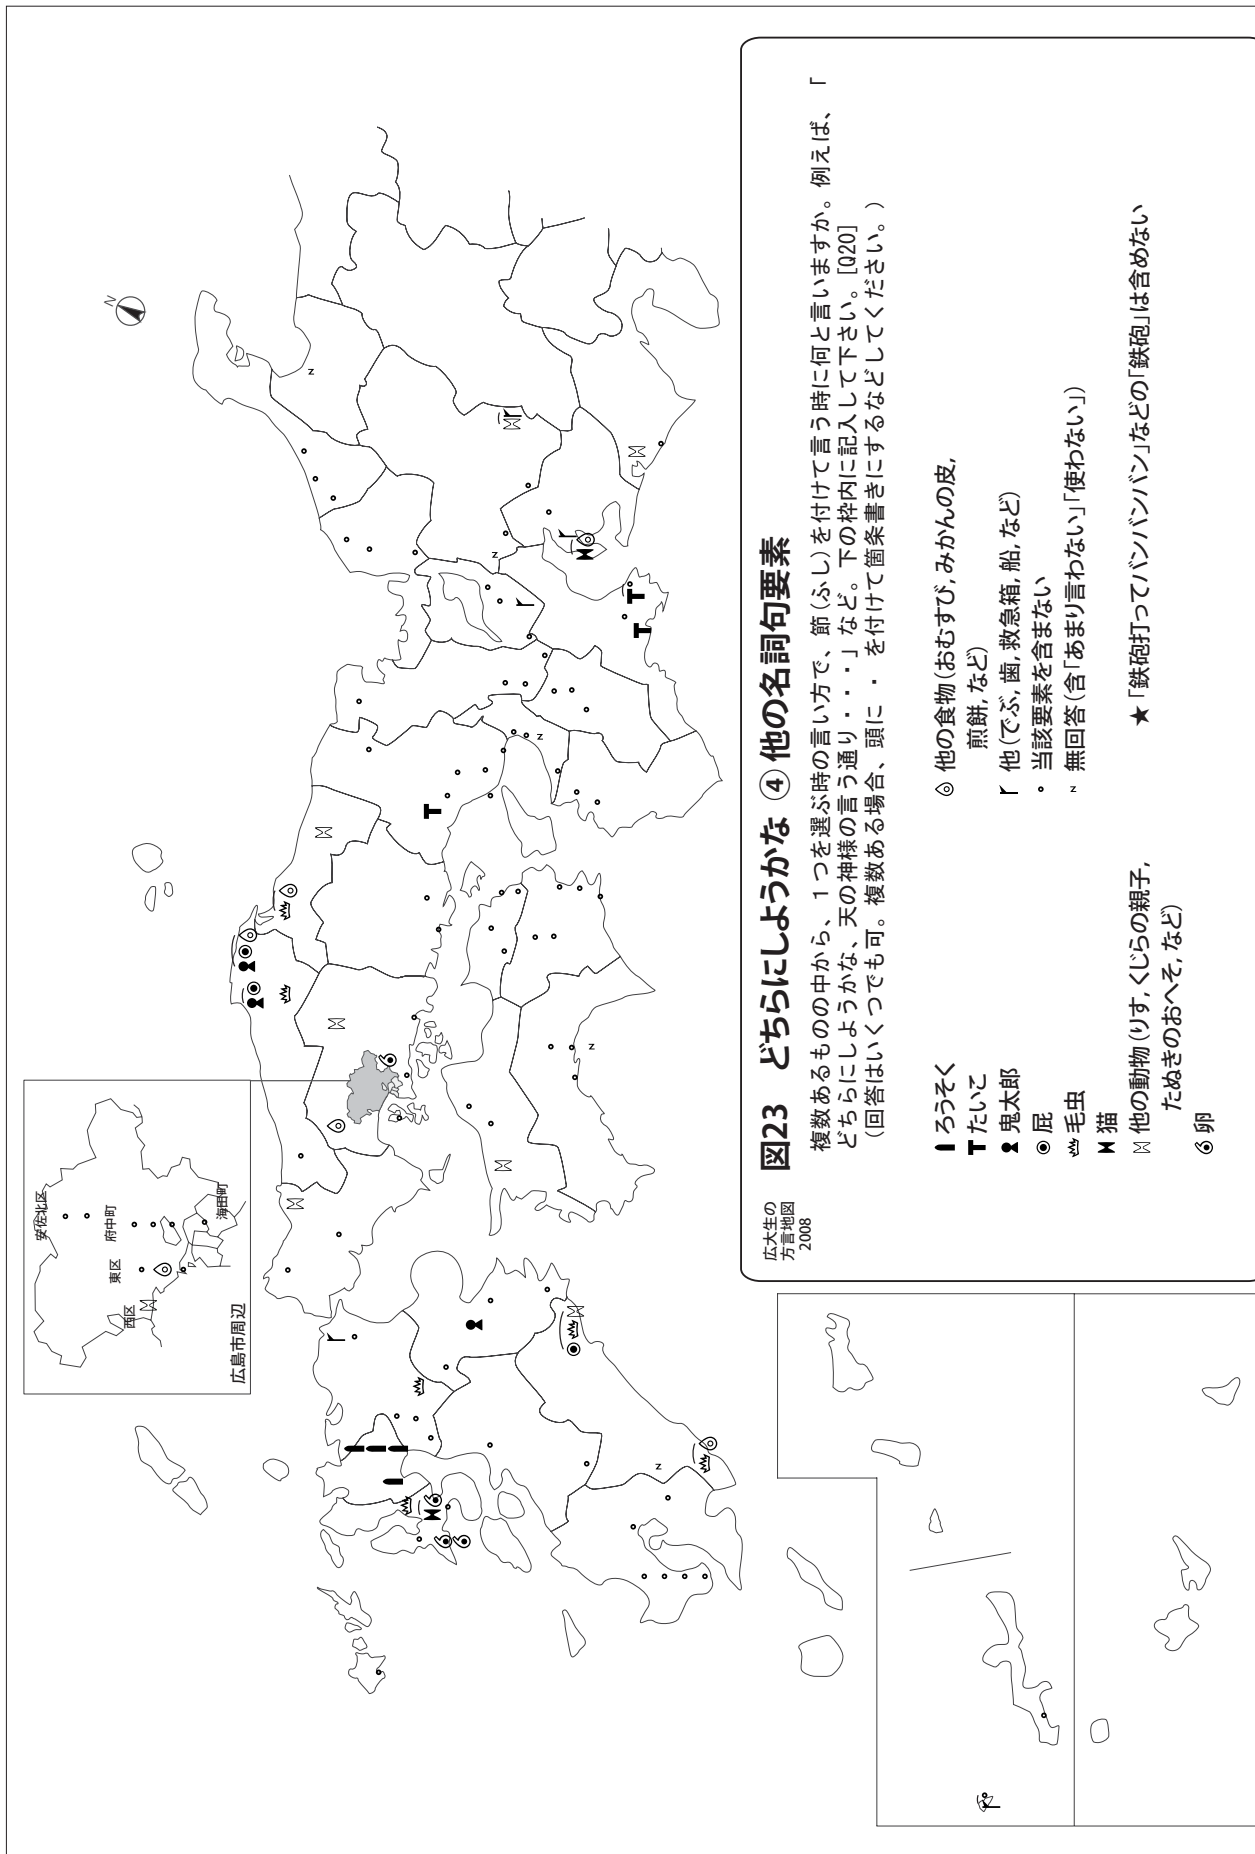 広大生の
方言地図
2008
図23　どちらにしようかな ④ 他の名詞句要素
複数あるものの中から、１つを選ぶ時の言い方で、節(ふし)を付けて言う時に何と言いますか。例えば、「
どちらにしようかな、天の神様の言う通り・・・」など。下の枠内に記入して下さい。[Q20]
(回答はいくつでも可。複数ある場合、頭に ・ を付けて箇条書きにするなどしてください。)
ろうそく
たいこ
鬼太郎
屁
毛虫
猫
他の動物(りす, くじらの親子,
たぬきのおへそ, など)
卵
他の食物(おむすび, みかんの皮,
煎餅, など)
他(でぶ, 歯, 救急箱, 船, など)
当該要素を含まない
z 無回答(含「あまり言わない」「使わない」)
★「鉄砲打ってバンバンバン」などの「鉄砲」は含めない
広島市周辺
西区
東区
府中町
安佐北区
海田町
N
z
z
z
z
z